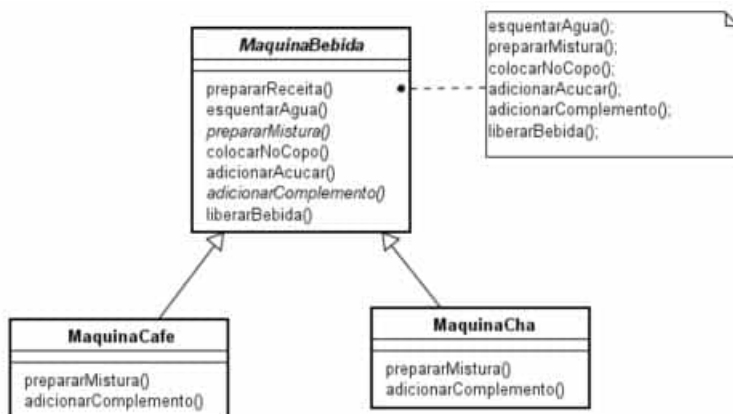 MaquinaBebida
prepararReceita()
esquentarAgua()
prepararMistura()
colocarNoCopo()
adicionarAcucar()
adicionarComplemento()
liberarBebida()
esquentarAgua();
prepararMistura();
colocarNoCopo();
adicionarAcucar();
adicionarComplemento();
liberarBebida();
MaquinaCafe
prepararMistura()
adicionarComplemento()
MaquinaCha
prepararMistura()
adicionarComplemento()